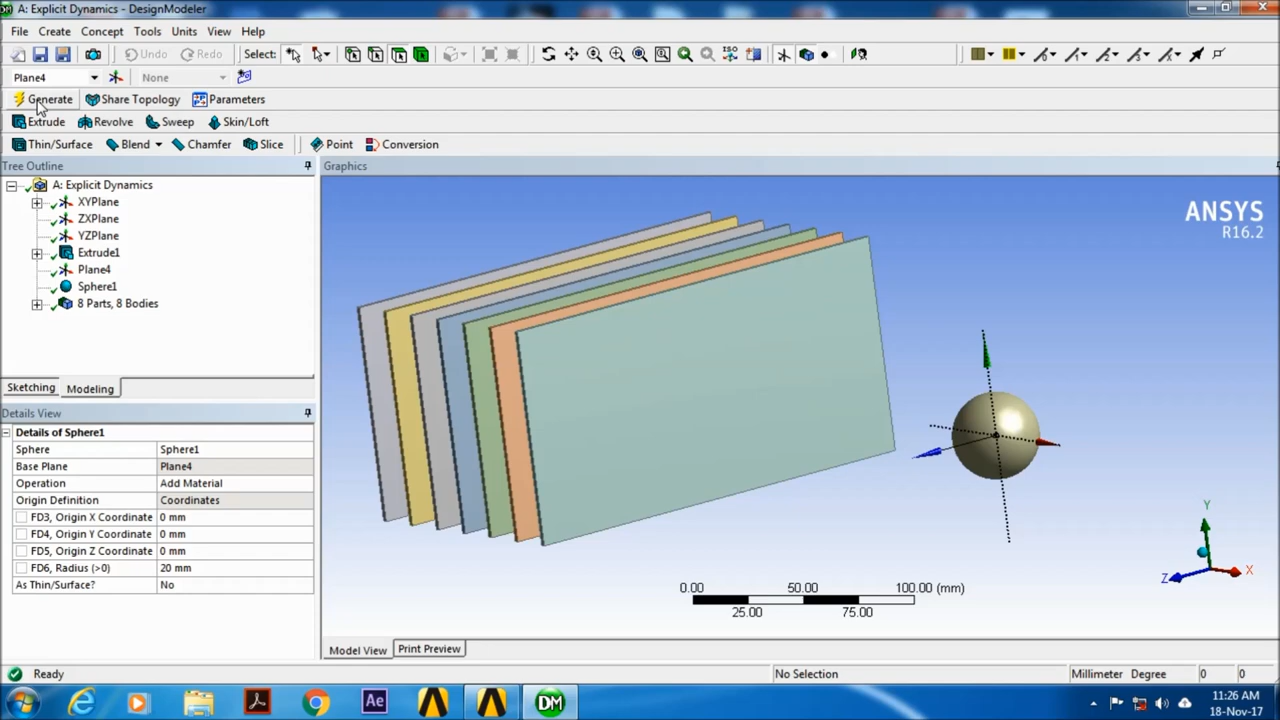 A: Explicit Dynamics - DesignModeler
File Create Concept Tools Units View Help
Undo Redo Select:
Plane4 None
Generate Share Topology Parameters
Extrude Revolve Sweep Skin/Loft
Thin/Surface Blend Chamfer Slice Point Conversion
Tree Outline
A: Explicit Dynamics
XYPlane
ZXPlane
YZPlane
Extrude1
Plane4
Sphere1
8 Parts, 8 Bodies
Sketching Modeling
Details View
Details of Sphere1
Sphere Sphere1
Base Plane Plane4
Operation Add Material
Origin Definition Coordinates
FD3, Origin X Coordinate 0 mm
FD4, Origin Y Coordinate 0 mm
FD5, Origin Z Coordinate 0 mm
FD6, Radius (>0) 20 mm
As Thin/Surface? No
Graphics
ANSYS
R16.2
Y
Z
X
0.00 50.00 100.00 (mm)
25.00 75.00
Model View Print Preview
Ready No Selection Millimeter Degree 0 0
Ae DM
11:26 AM
18-Nov-17